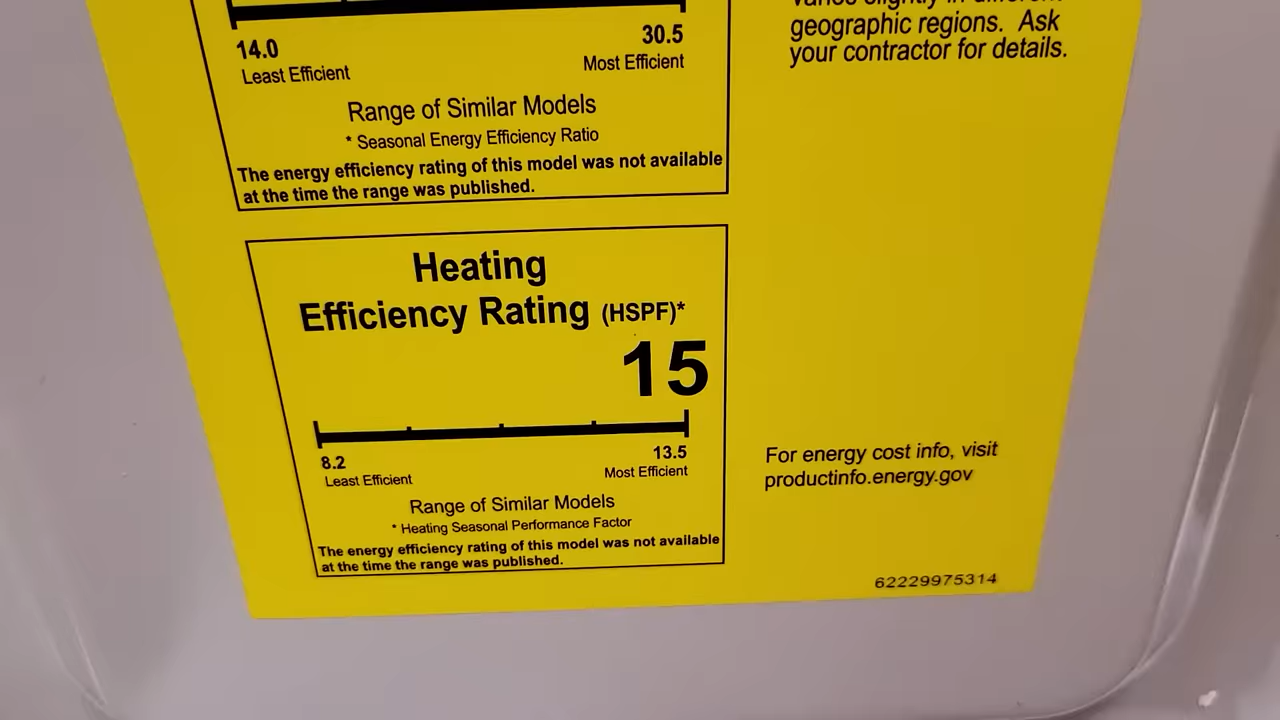 varies slightly in different
geographic regions. Ask
your contractor for details.
14.0
30.5
Least Efficient
Most Efficient
Range of Similar Models
* Seasonal Energy Efficiency Ratio
The energy efficiency rating of this model was not available
at the time the range was published.
Heating
Efficiency Rating (HSPF)*
15
8.2
13.5
Least Efficient
Most Efficient
Range of Similar Models
* Heating Seasonal Performance Factor
The energy efficiency rating of this model was not available
at the time the range was published.
For energy cost info, visit
productinfo.energy.gov
62229975314